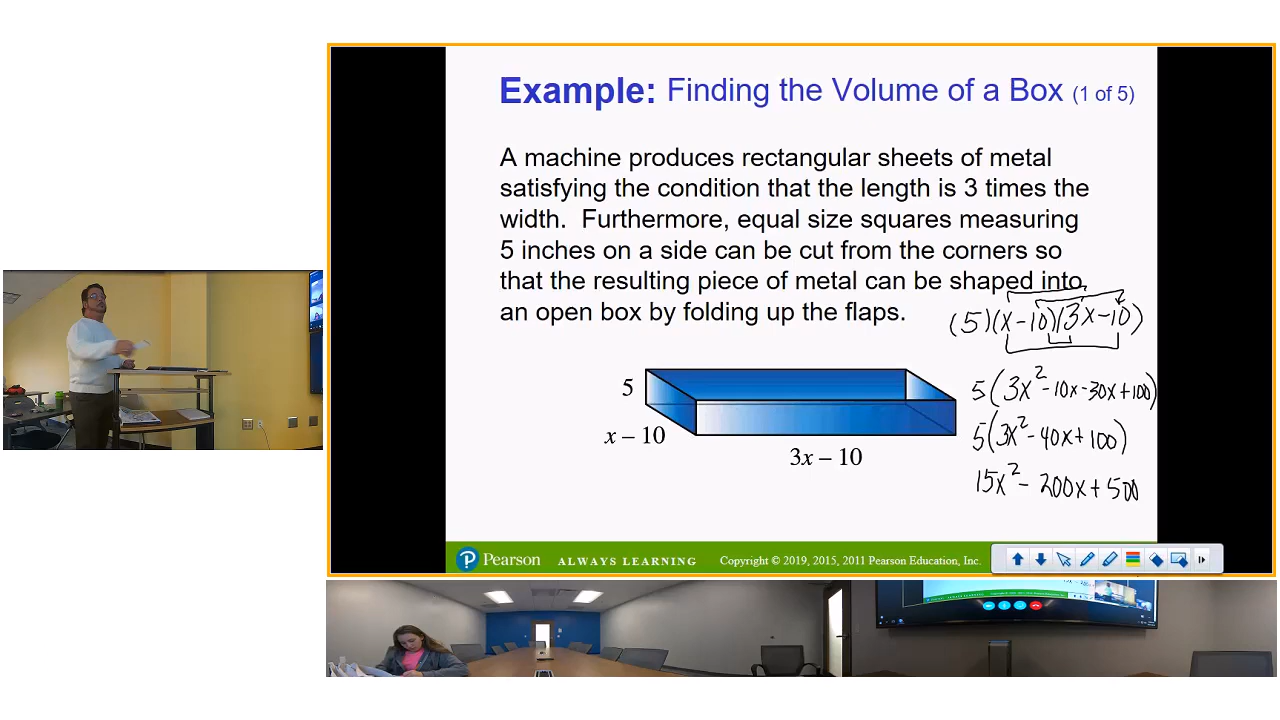 Example: Finding the Volume of a Box (1 of 5)
A machine produces rectangular sheets of metal
satisfying the condition that the length is 3 times the
width. Furthermore, equal size squares measuring
5 inches on a side can be cut from the corners so
that the resulting piece of metal can be shaped into
an open box by folding up the flaps.
(5)(x-10)(3x-10)
5
x – 10
3x – 10
5(3x²-10x-30x+100)
5(3x²-40x+100)
15x²-200x+500
P Pearson
ALWAYS LEARNING
Copyright © 2019, 2015, 2011 Pearson Education, Inc.